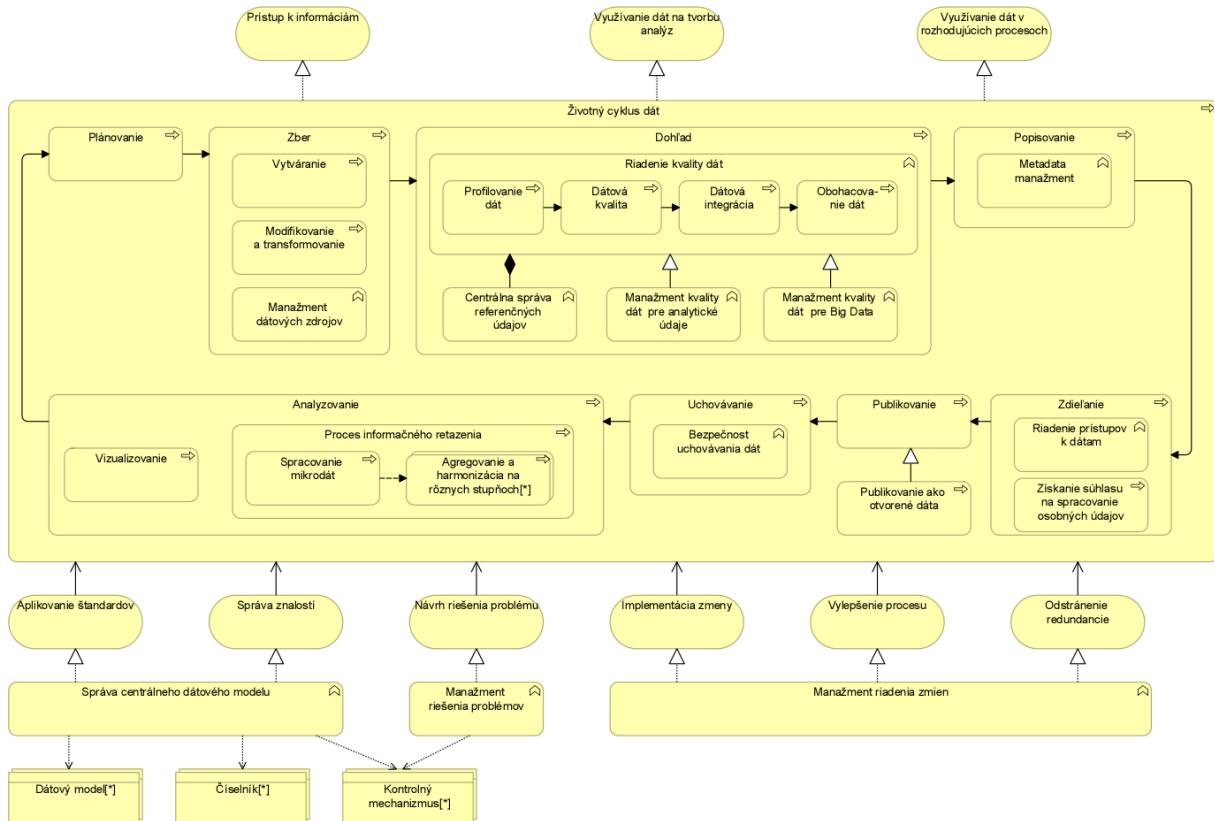 Prístup k informáciám
Využívanie dát na tvorbu
analýz
Využívanie dát v
rozhodujúcich procesoch
Životný cyklus dát
Plánovanie
Zber
Vytváranie
Modifikovanie
a transformovanie
Manažment
dátových zdrojov
Dohľad
Riadenie kvality dát
Profilovanie
dát
Dátová
kvalita
Dátová
integrácia
Obohacova-
nie dát
Centrálna správa
referenčných
údajov
Manažment kvality
dát pre analytické
údaje
Manažment kvality
dát pre Big Data
Popisovanie
Metadata
manažment
Analyzovanie
Vizualizovanie
Proces informačného retazenia
Spracovanie
mikrodát
Agregovanie a
harmonizácia na
rôznych stupňoch[*]
Uchovávanie
Bezpečnost
uchovávania dát
Publikovanie
Publikovanie ako
otvorené dáta
Zdieľanie
Riadenie prístupov
k dátam
Získanie súhlasu
na spracovanie
osobných údajov
Aplikovanie štandardov
Správa znalostí
Návrh riešenia problému
Implementácia zmeny
Vylepšenie procesu
Odstránenie
redundancie
Správa centrálneho dátového modelu
Manažment
riešenia problémov
Manažment riadenia zmien
Dátový model[*]
Číselník[*]
Kontrolný
mechanizmus[*]